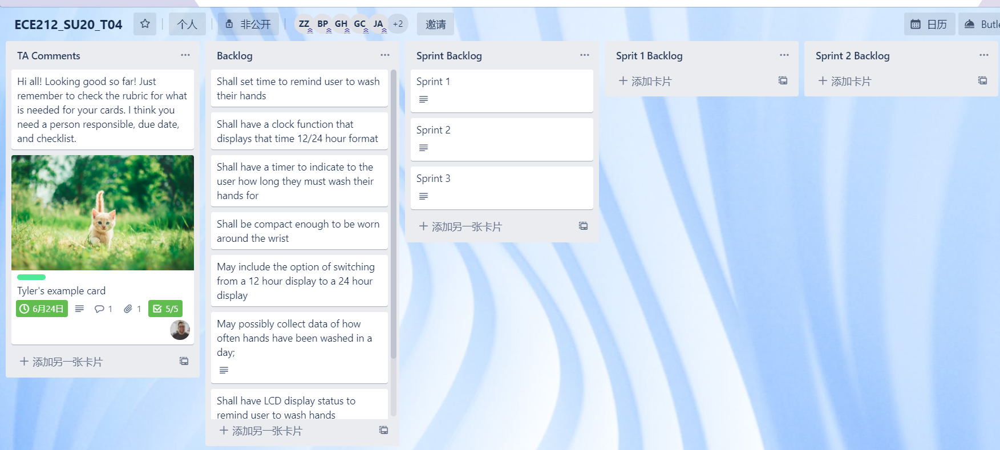 ECE212_SU20_T04
个人
非公开
ZZ
BP
GH
GC
JA
+2
邀请
日历
TA Comments
Hi all! Looking good so far! Just
remember to check the rubric for what
is needed for your cards. I think you
need a person responsible, due date,
and checklist.
Tyler's example card
6月24日
1
1
5/5
添加另一张卡片
Backlog
Shall set time to remind user to wash
their hands
Shall have a clock function that
displays that time 12/24 hour format
Shall have a timer to indicate to the
user how long they must wash their
hands for
Shall be compact enough to be worn
around the wrist
May include the option of switching
from a 12 hour display to a 24 hour
display
May possibly collect data of how
often hands have been washed in a
day;
Shall have LCD display status to
remind user to wash hands
添加另一张卡片
Sprint Backlog
Sprint 1
Sprint 2
Sprint 3
添加另一张卡片
Sprit 1 Backlog
添加卡片
Sprint 2 Backlog
添加卡片